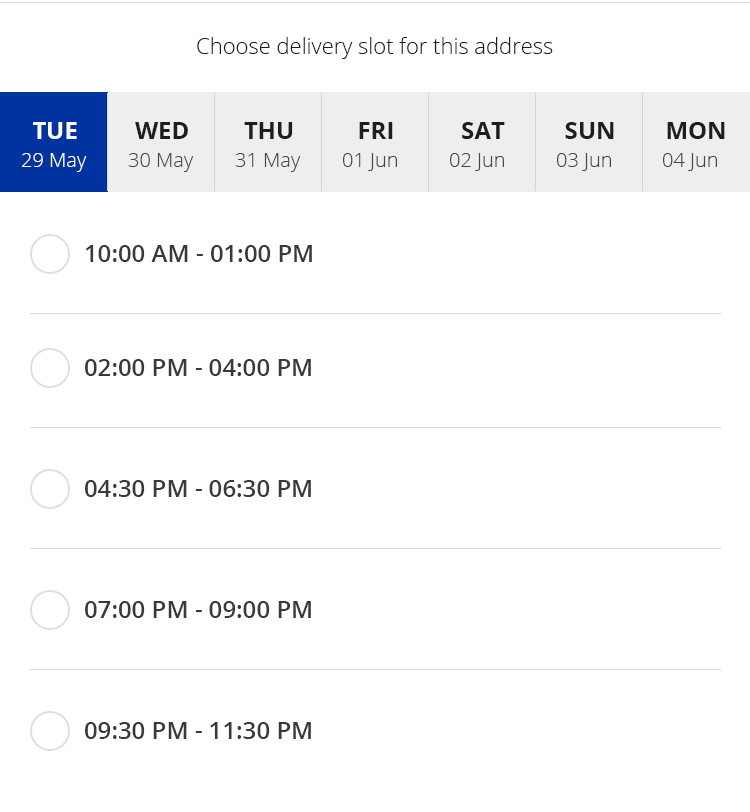 Choose delivery slot for this address
TUE WED THU FRI SAT SUN MON
29 May 30 May 31 May 01 Jun 02 Jun 03 Jun 04 Jun
10:00 AM - 01:00 PM
02:00 PM - 04:00 PM
04:30 PM - 06:30 PM
07:00 PM - 09:00 PM
09:30 PM - 11:30 PM